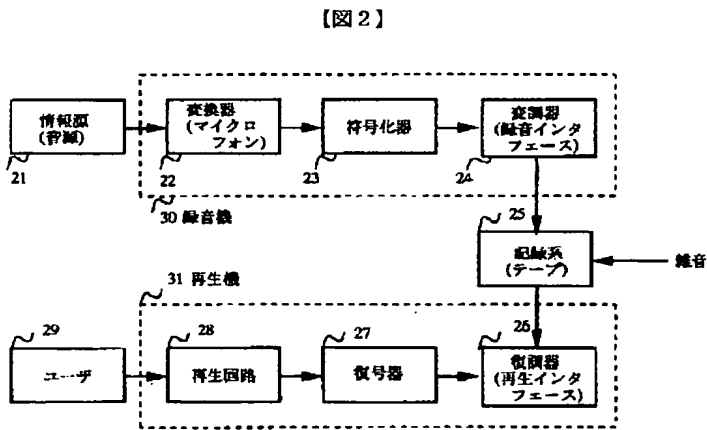 【図2】
情報源
(音源)
変換器
(マイクロ
フォン)
符号化器
変調器
(録音インタ
フェース)
21
22
23
24
30 録音機
25
記録系
(テープ)
雑音
31 再生機
29
28
27
26
ユーザ
再生回路
復号器
復調器
(再生インタ
フェース)